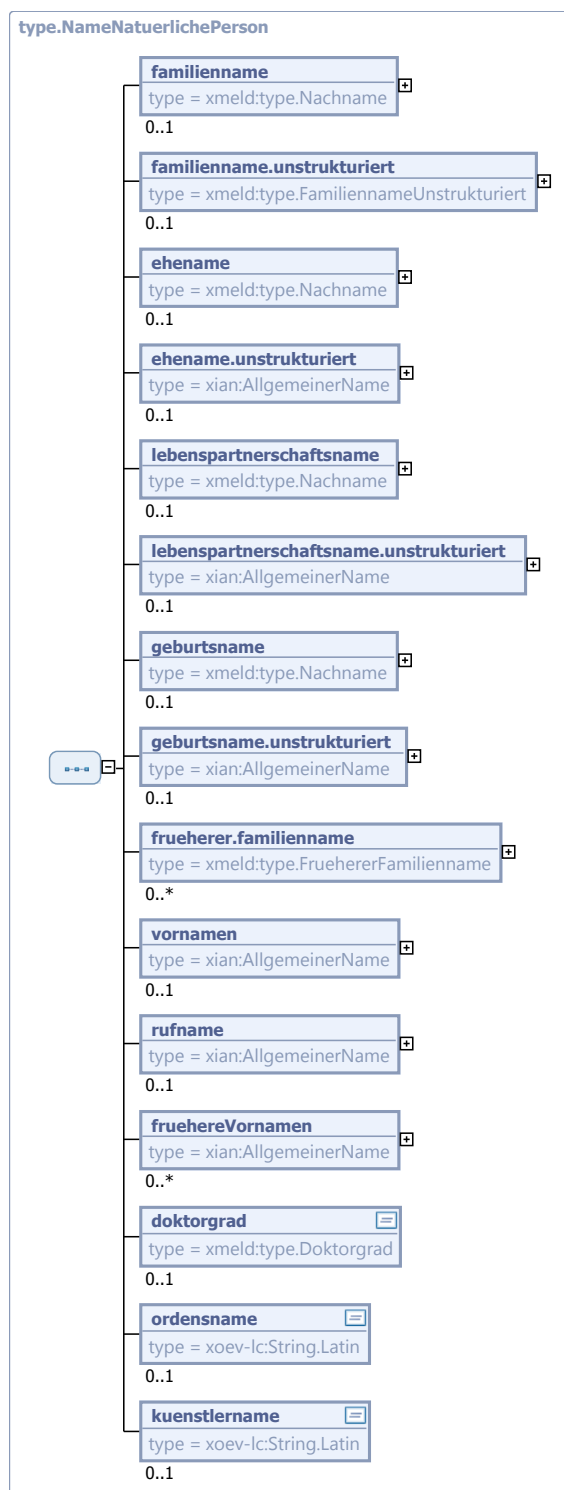 type.NameNatuerlichePerson
familienname
type = xmeld:type.Nachname
0..1
familienname.unstrukturiert
type = xmeld:type.FamiliennameUnstrukturiert
0..1
ehename
type = xmeld:type.Nachname
0..1
ehename.unstrukturiert
type = xian:AllgemeinerName
0..1
lebenspartnerschaftsname
type = xmeld:type.Nachname
0..1
lebenspartnerschaftsname.unstrukturiert
type = xian:AllgemeinerName
0..1
geburtsname
type = xmeld:type.Nachname
0..1
geburtsname.unstrukturiert
type = xian:AllgemeinerName
0..1
frueherer.familienname
type = xmeld:type.FruehererFamilienname
0..*
vornamen
type = xian:AllgemeinerName
0..1
rufname
type = xian:AllgemeinerName
0..1
fruehereVornamen
type = xian:AllgemeinerName
0..*
doktorgrad
type = xmeld:type.Doktorgrad
0..1
ordensname
type = xoev-lc:String.Latin
0..1
kuenstlername
type = xoev-lc:String.Latin
0..1